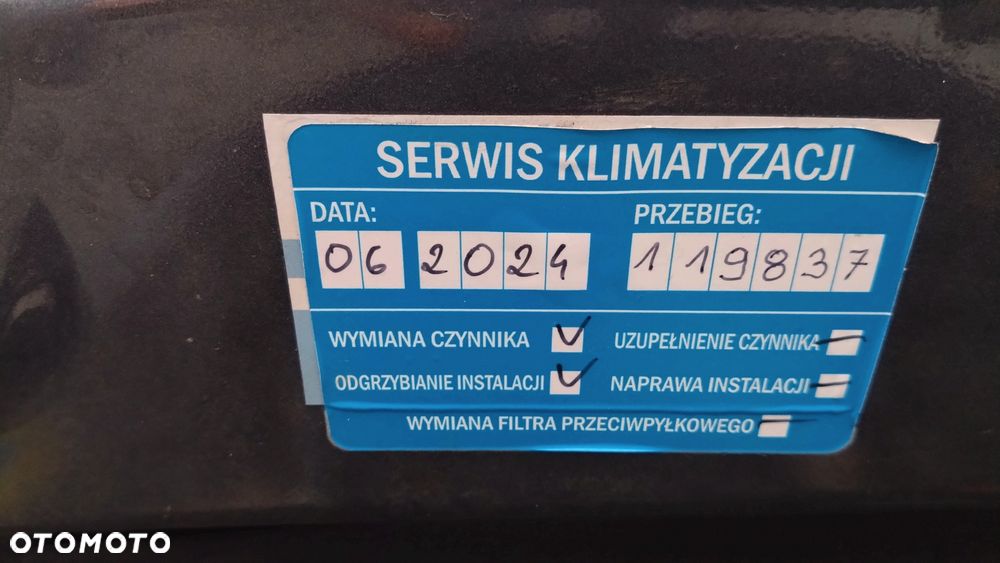 SERWIS KLIMATYZACJI
DATA: PRZEBIEG:
06 2024 119837
WYMIANA CZYNNIKA UZUPEŁNIENIE CZYNNIKA
ODGRZYBIANIE INSTALACJI NAPRAWA INSTALACJI
WYMIANA FILTRA PRZECIWPYŁKOWEGO
OTOMOTO